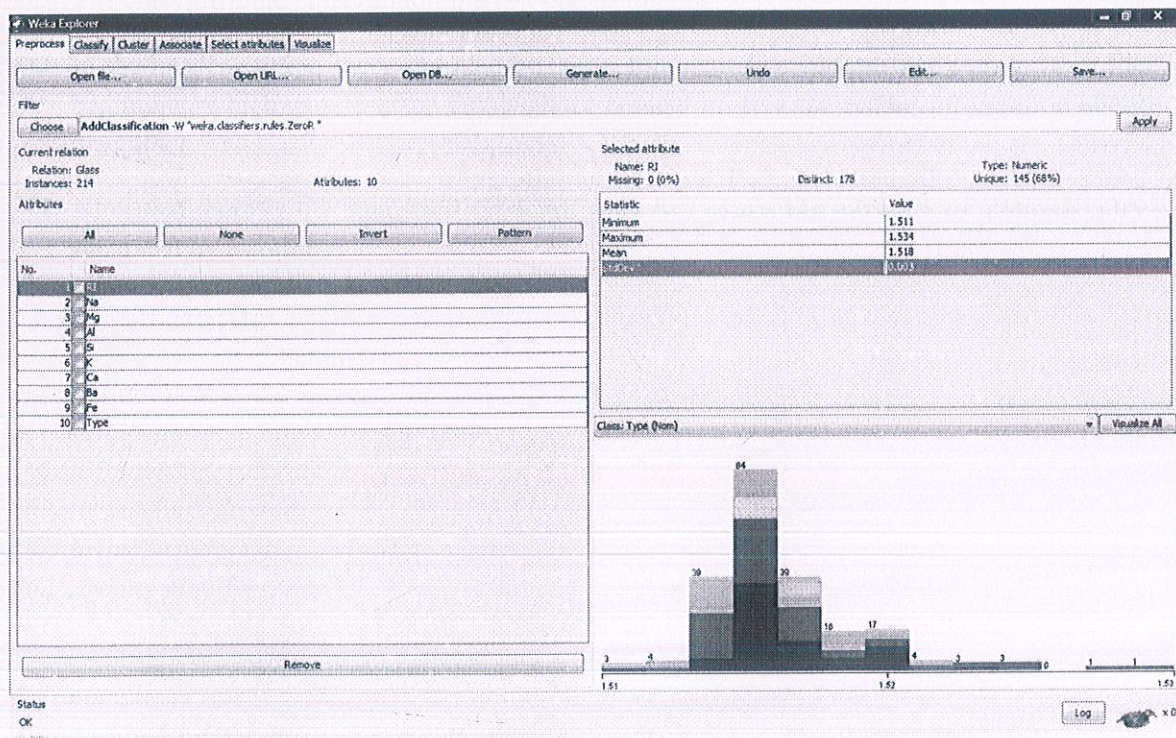 Weka Explorer
Preprocess Classify Cluster Associate Select attributes Visualize
Open file... Open URL... Open DB... Generate... Undo Edit... Save...
Filter
Choose AddClassification -W "weka.classifiers.rules.ZeroR " Apply
Current relation
Relation: Glass
Instances: 214 Attributes: 10
Attributes
All None Invert Pattern
No. Name
1 RI
2 Na
3 Mg
4 Al
5 Si
6 K
7 Ca
8 Ba
9 Fe
10 Type
Remove
Selected attribute
Name: RI Type: Numeric
Missing: 0 (0%) Distinct: 178 Unique: 145 (68%)
Statistic Value
Minimum 1.511
Maximum 1.534
Mean 1.518
StdDev 0.003
Class: Type (Nom) Visualize All
84
39 39
16 17
3 4 4 3 3 0 1 1
1.51 1.52 1.53
Status
OK Log x 0